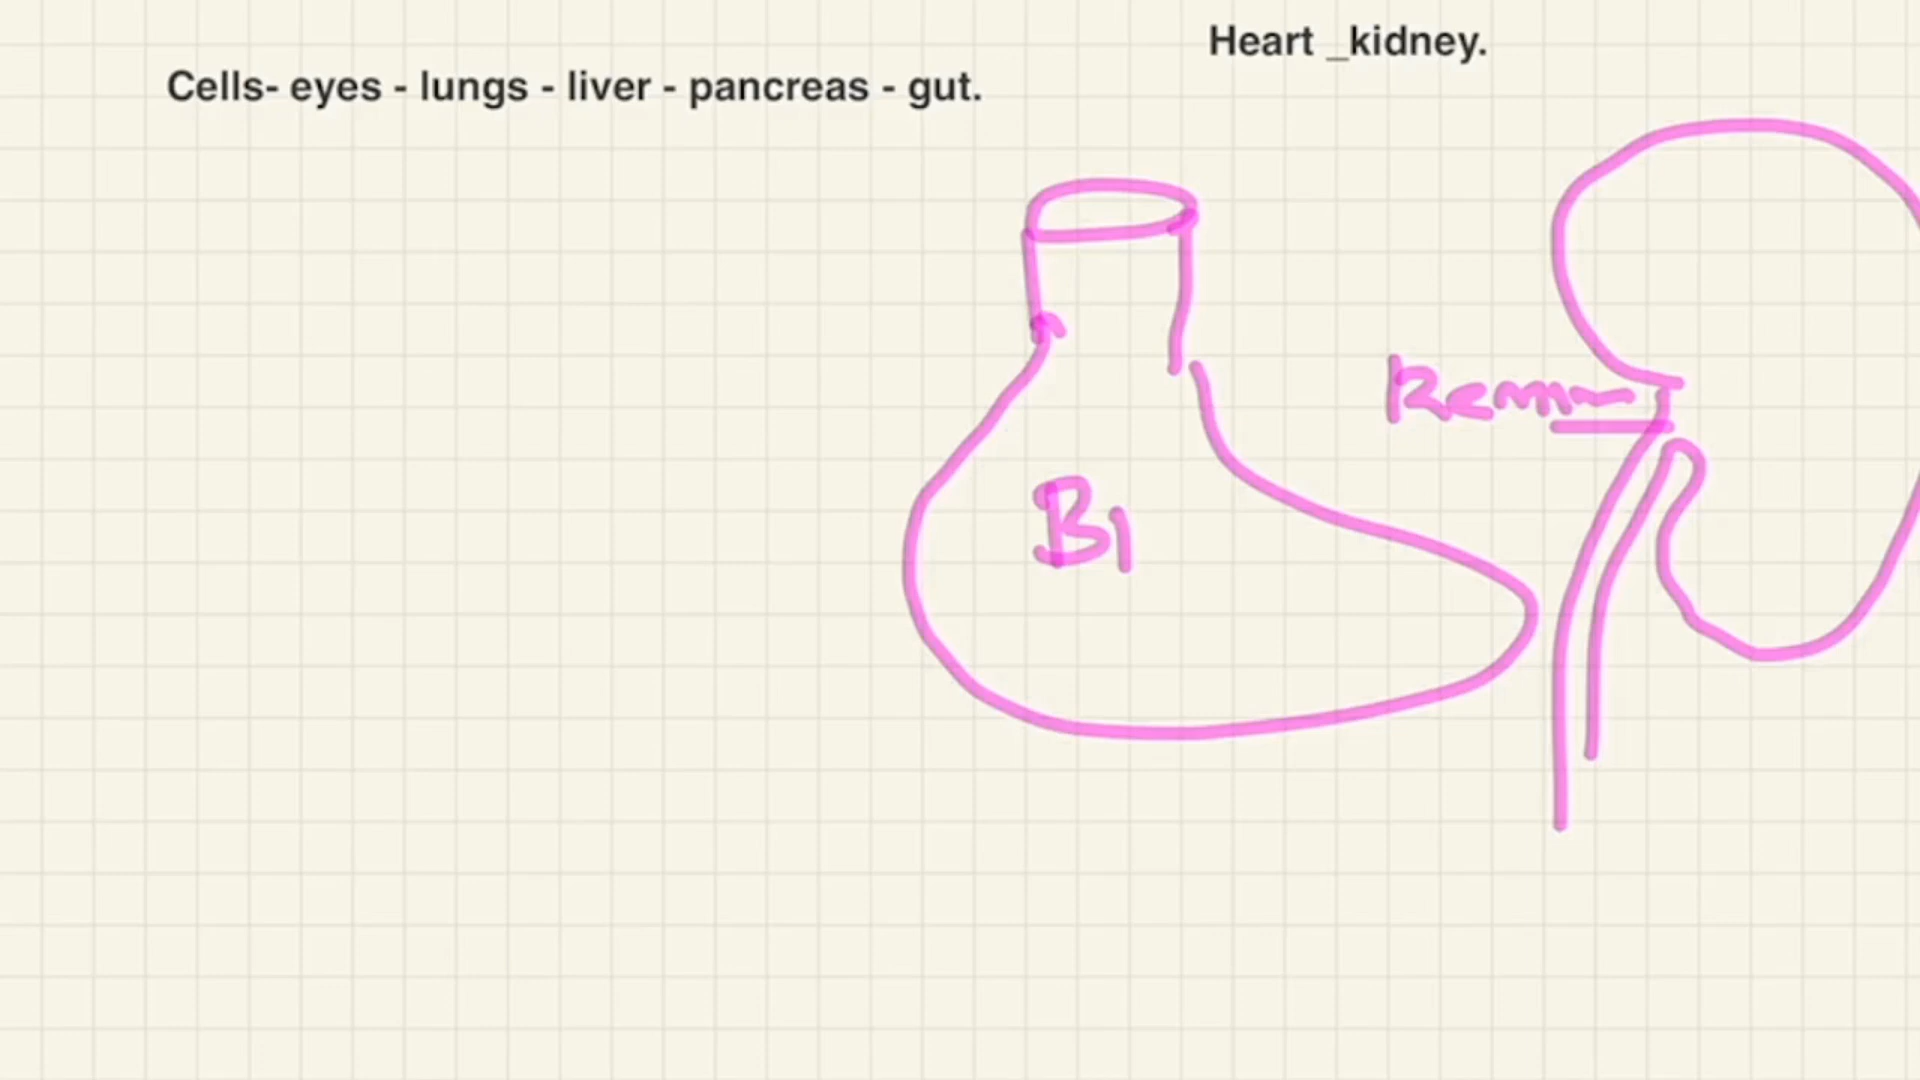 Heart _kidney.
Cells- eyes - lungs - liver - pancreas - gut.
B1